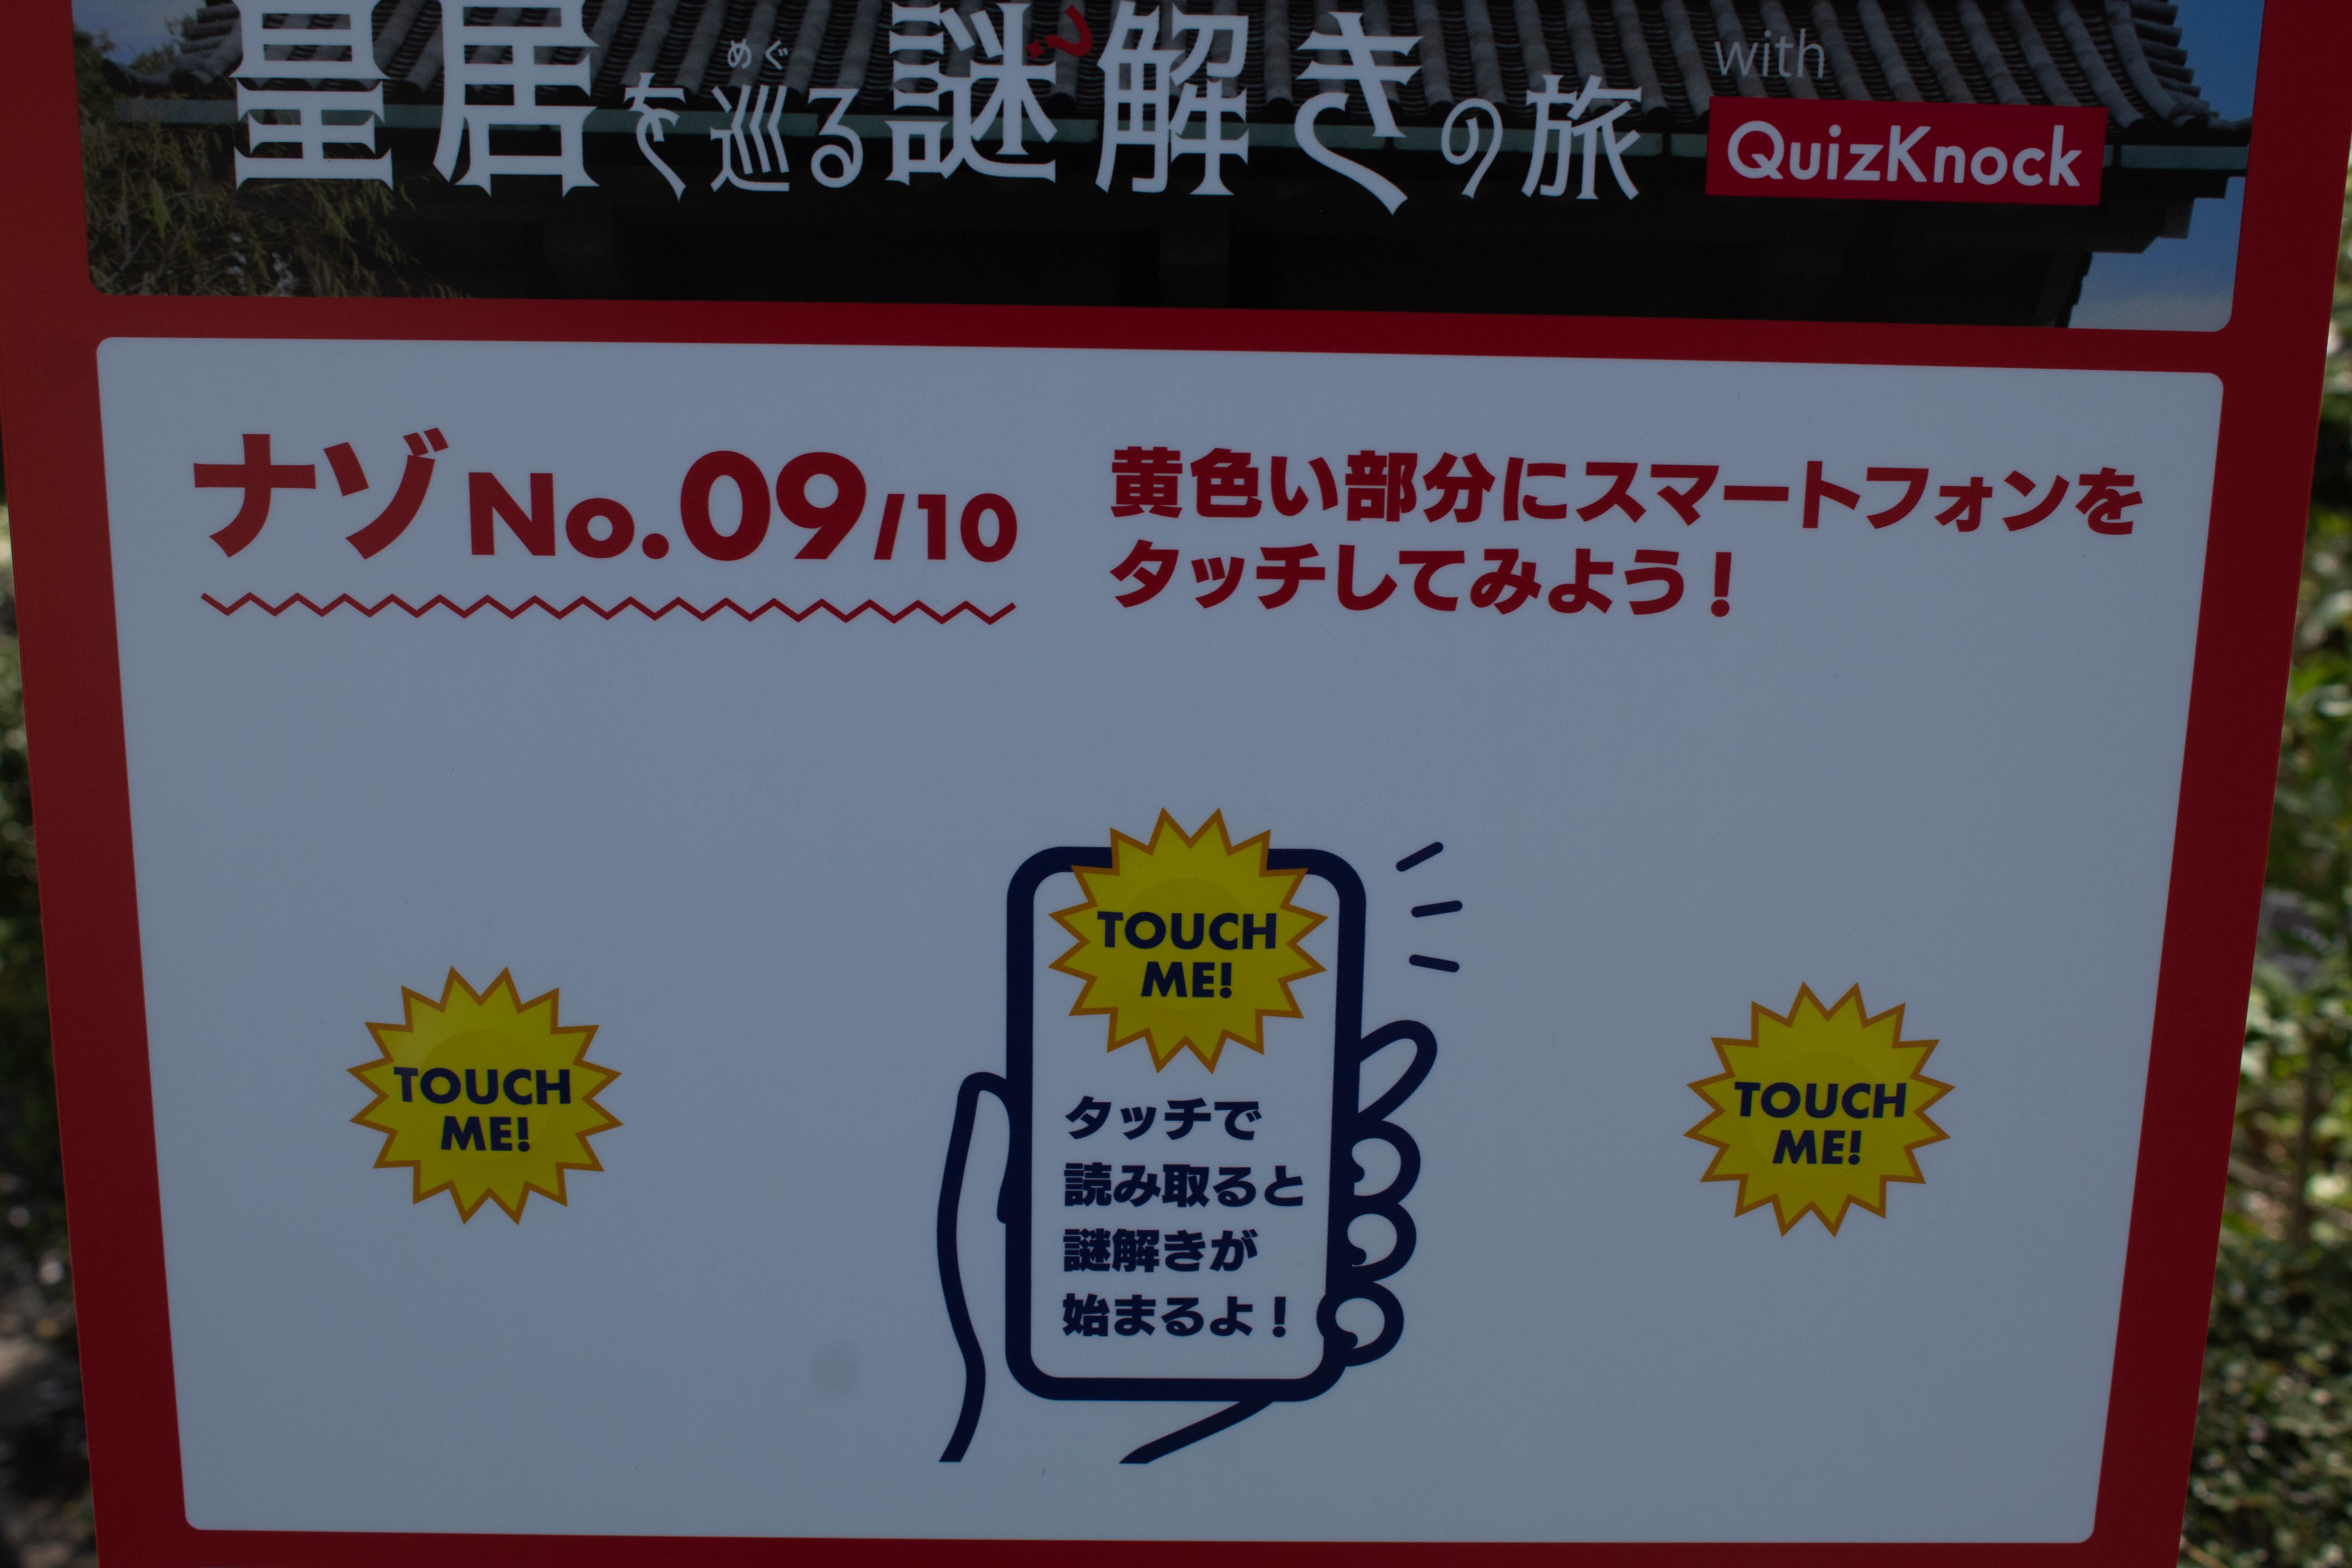 めぐ
皇居を巡る謎解きの旅 with
QuizKnock
ナゾNo.09/10
黄色い部分にスマートフォンを
タッチしてみよう！
TOUCH
ME!
タッチで
読み取ると
謎解きが
始まるよ！
TOUCH
ME!
TOUCH
ME!